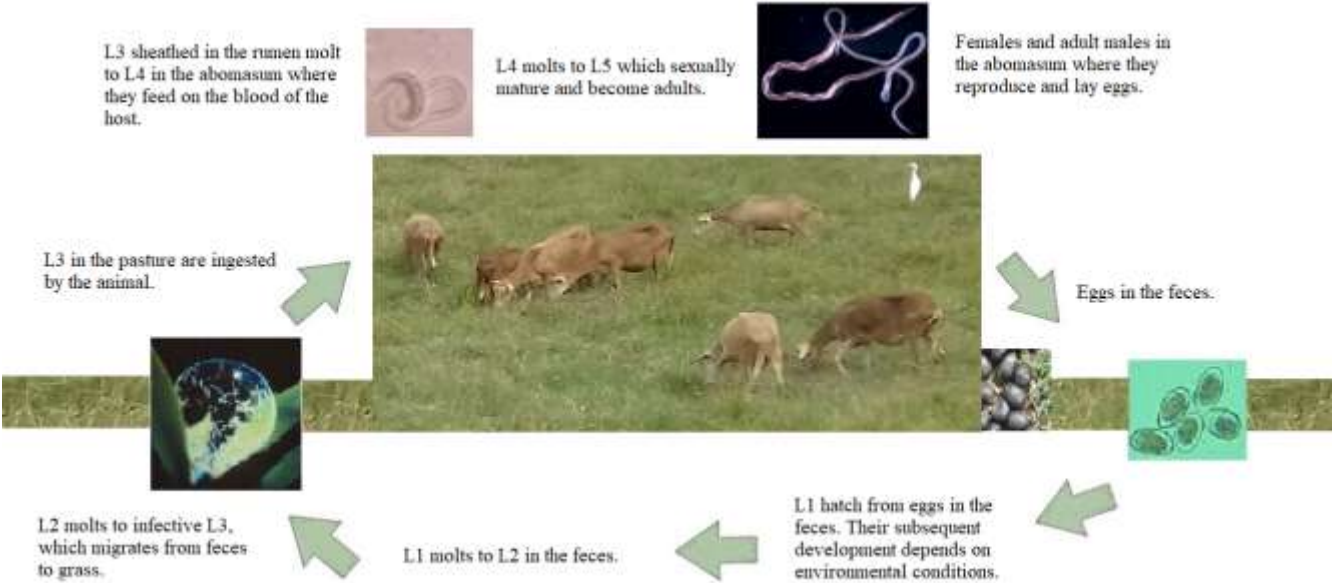 L3 sheathed in the rumen molt
to L4 in the abomasum where
they feed on the blood of the
host.
L4 molts to L5 which sexually
mature and become adults.
Females and adult males in
the abomasum where they
reproduce and lay eggs.
L3 in the pasture are ingested
by the animal.
Eggs in the feces.
L2 molts to infective L3,
which migrates from feces
to grass.
L1 molts to L2 in the feces.
L1 hatch from eggs in the
feces. Their subsequent
development depends on
environmental conditions.